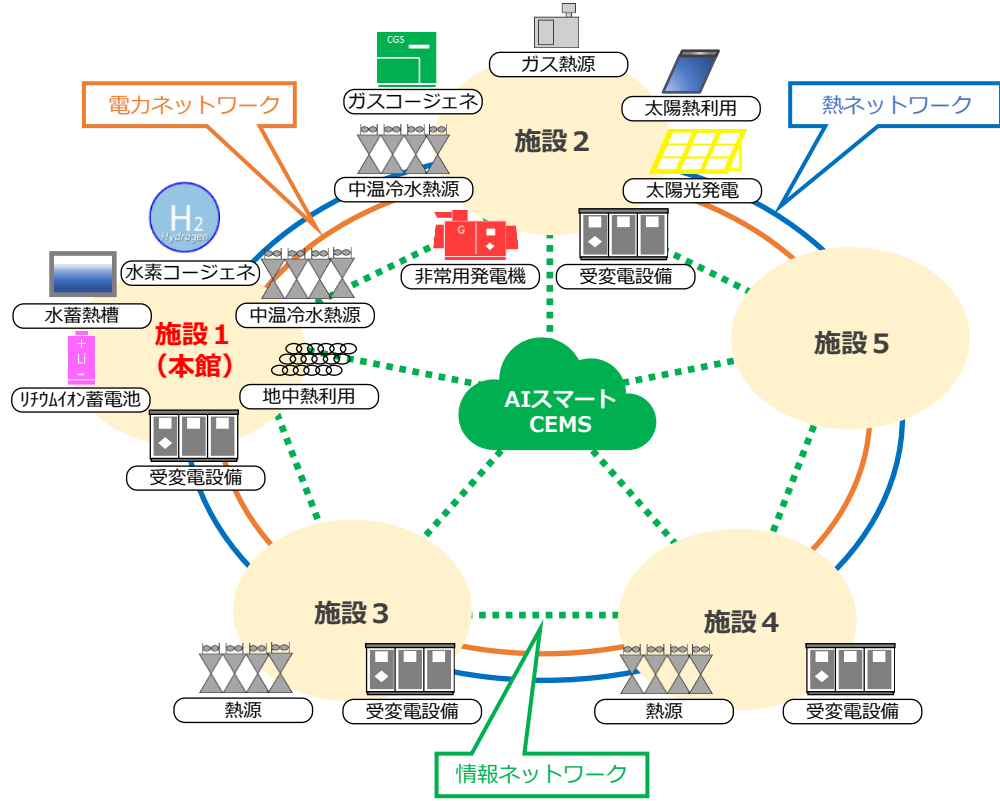 CGS
ガス熱源
ガスコージェネ
太陽熱利用
電力ネットワーク
熱ネットワーク
施設２
中温冷水熱源
太陽光発電
H2
Hydrogen
G
水素コージェネ
非常用発電機
受変電設備
水蓄熱槽
中温冷水熱源
施設１
（本館）
施設５
Li
ﾘﾁｳﾑｲｵﾝ蓄電池
地中熱利用
AIスマート
CEMS
受変電設備
施設３
施設４
熱源
受変電設備
熱源
受変電設備
情報ネットワーク